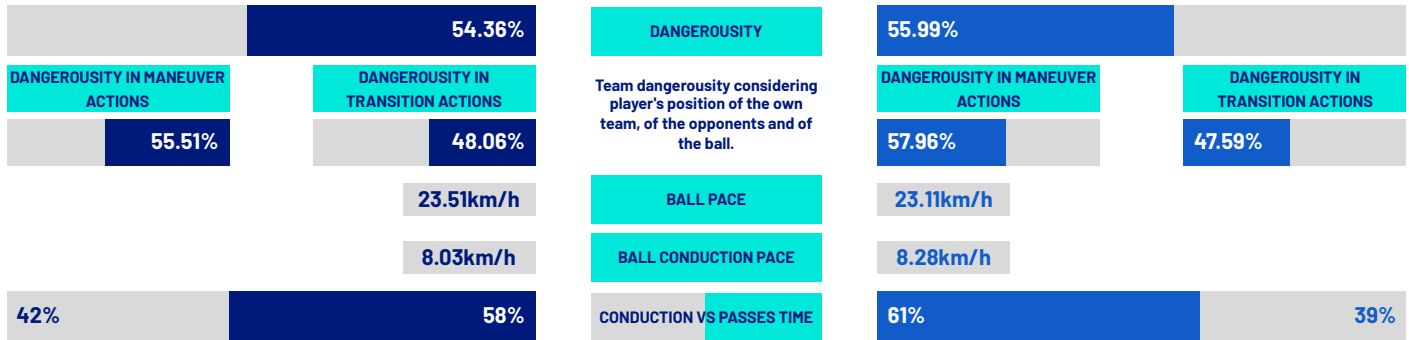 54.36%
DANGEROUSITY
55.99%
DANGEROUSITY IN MANEUVER
ACTIONS
DANGEROUSITY IN
TRANSITION ACTIONS
Team dangerousity considering
player's position of the own
team, of the opponents and of
the ball.
DANGEROUSITY IN MANEUVER
ACTIONS
DANGEROUSITY IN
TRANSITION ACTIONS
55.51%
48.06%
57.96%
47.59%
23.51km/h
BALL PACE
23.11km/h
8.03km/h
BALL CONDUCTION PACE
8.28km/h
42%
58%
CONDUCTION VS PASSES TIME
61%
39%